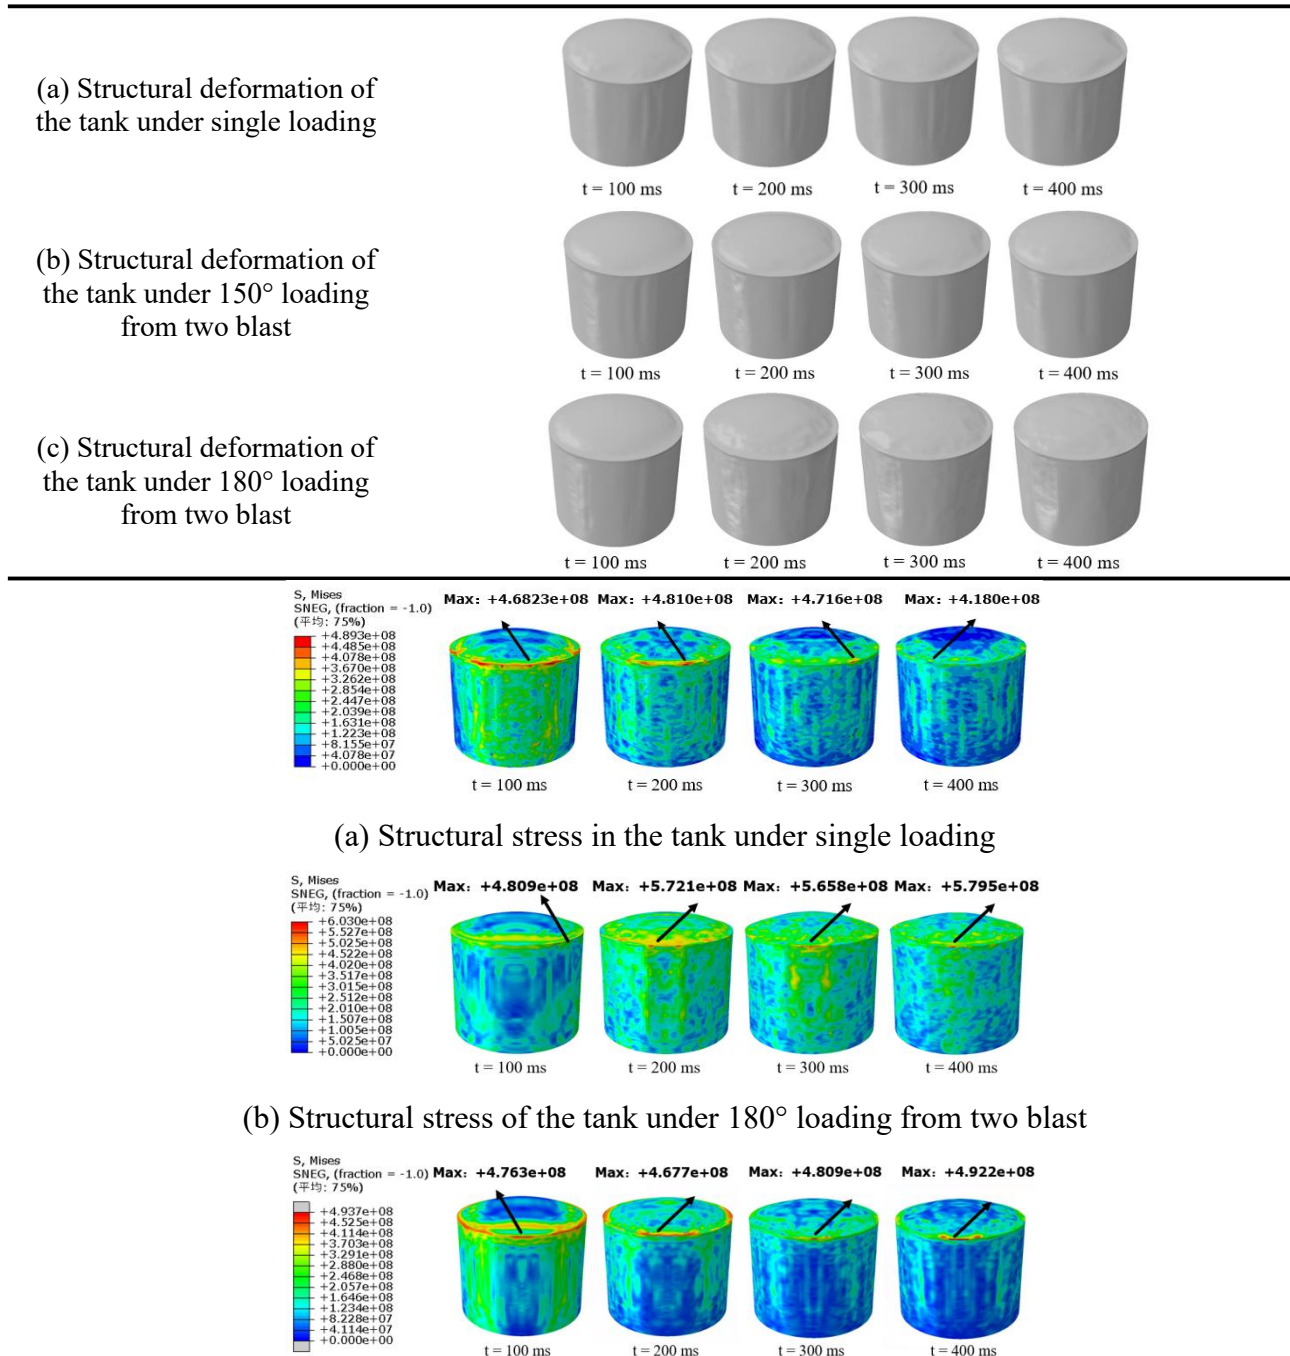 (a) Structural deformation of
the tank under single loading
t = 100 ms
t = 200 ms
t = 300 ms
t = 400 ms
(b) Structural deformation of
the tank under 150° loading
from two blast
t = 100 ms
t = 200 ms
t = 300 ms
t = 400 ms
(c) Structural deformation of
the tank under 180° loading
from two blast
t = 100 ms
t = 200 ms
t = 300 ms
t = 400 ms
S, Mises
SNEG, (fraction = -1.0)
(平均: 75%)
+4.893e+08
+4.485e+08
+4.078e+08
+3.670e+08
+3.262e+08
+2.854e+08
+2.447e+08
+2.039e+08
+1.631e+08
+1.223e+08
+8.155e+07
+4.078e+07
+0.000e+00
Max: +4.6823e+08
Max: +4.810e+08
Max: +4.716e+08
Max: +4.180e+08
t = 100 ms
t = 200 ms
t = 300 ms
t = 400 ms
(a) Structural stress in the tank under single loading
S, Mises
SNEG, (fraction = -1.0)
(平均: 75%)
+6.030e+08
+5.527e+08
+5.025e+08
+4.522e+08
+4.020e+08
+3.517e+08
+3.015e+08
+2.512e+08
+2.010e+08
+1.507e+08
+1.005e+08
+5.025e+07
+0.000e+00
Max: +4.809e+08
Max: +5.721e+08
Max: +5.658e+08
Max: +5.795e+08
t = 100 ms
t = 200 ms
t = 300 ms
t = 400 ms
(b) Structural stress of the tank under 180° loading from two blast
S, Mises
SNEG, (fraction = -1.0)
(平均: 75%)
+4.937e+08
+4.525e+08
+4.114e+08
+3.703e+08
+3.291e+08
+2.880e+08
+2.468e+08
+2.057e+08
+1.646e+08
+1.234e+08
+8.228e+07
+4.114e+07
+0.000e+00
Max: +4.763e+08
Max: +4.677e+08
Max: +4.809e+08
Max: +4.922e+08
t = 100 ms
t = 200 ms
t = 300 ms
t = 400 ms